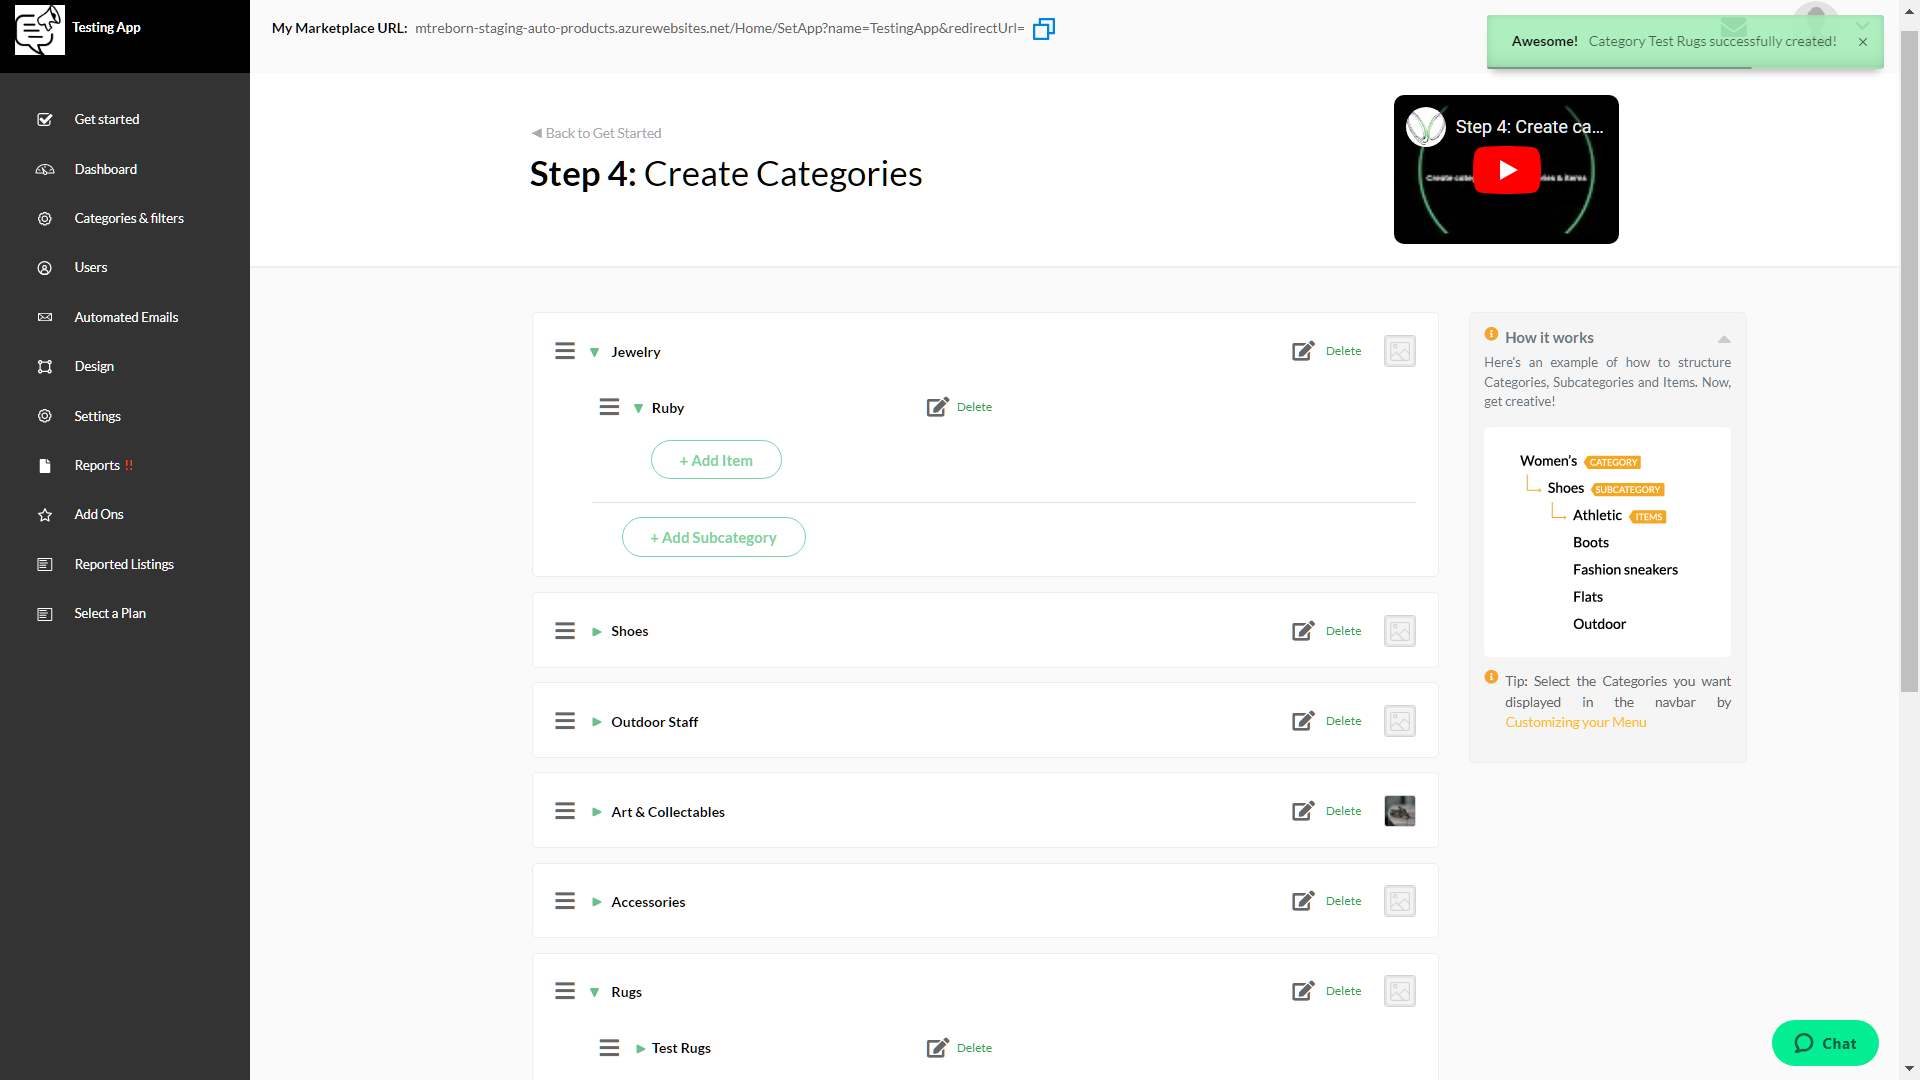 Testing App
My Marketplace URL: mtreborn-staging-auto-products.azurewebsites.net/Home/SetApp?name=TestingApp&redirectUrl=
Awesome! Category Test Rugs successfully created! ×
Get started
Dashboard
Categories & filters
Users
Automated Emails
Design
Settings
Reports !!
Add Ons
Reported Listings
Select a Plan
◀ Back to Get Started
Step 4: Create Categories
Step 4: Create ca...
Jewelry
Delete
Ruby
Delete
+ Add Item
+ Add Subcategory
Shoes
Delete
Outdoor Staff
Delete
Art & Collectables
Delete
Accessories
Delete
Rugs
Delete
Test Rugs
Delete
How it works
Here's an example of how to structure
Categories, Subcategories and Items. Now,
get creative!
Women's CATEGORY
Shoes SUBCATEGORY
Athletic ITEMS
Boots
Fashion sneakers
Flats
Outdoor
Tip: Select the Categories you want
displayed in the navbar by
Customizing your Menu
Chat